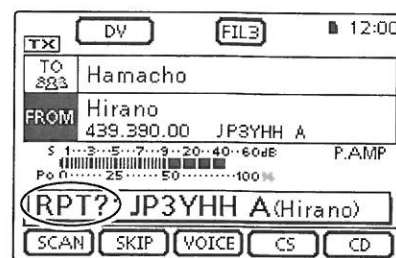 DV FIL3 12:00
TX
TO Hamacho
883
FROM Hirano
439.390.00 JP3YHH A
S 1··3···5···7···9··20··40··60dB P.AMP
Po 0·····25·····50··········100%
RPT? JP3YHH A(Hirano)
SCAN SKIP VOICE CS CD